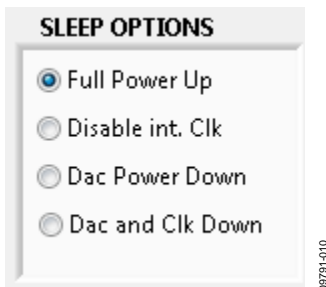 SLEEP OPTIONS
Full Power Up
Disable int. Clk
Dac Power Down
Dac and Clk Down
09791-010